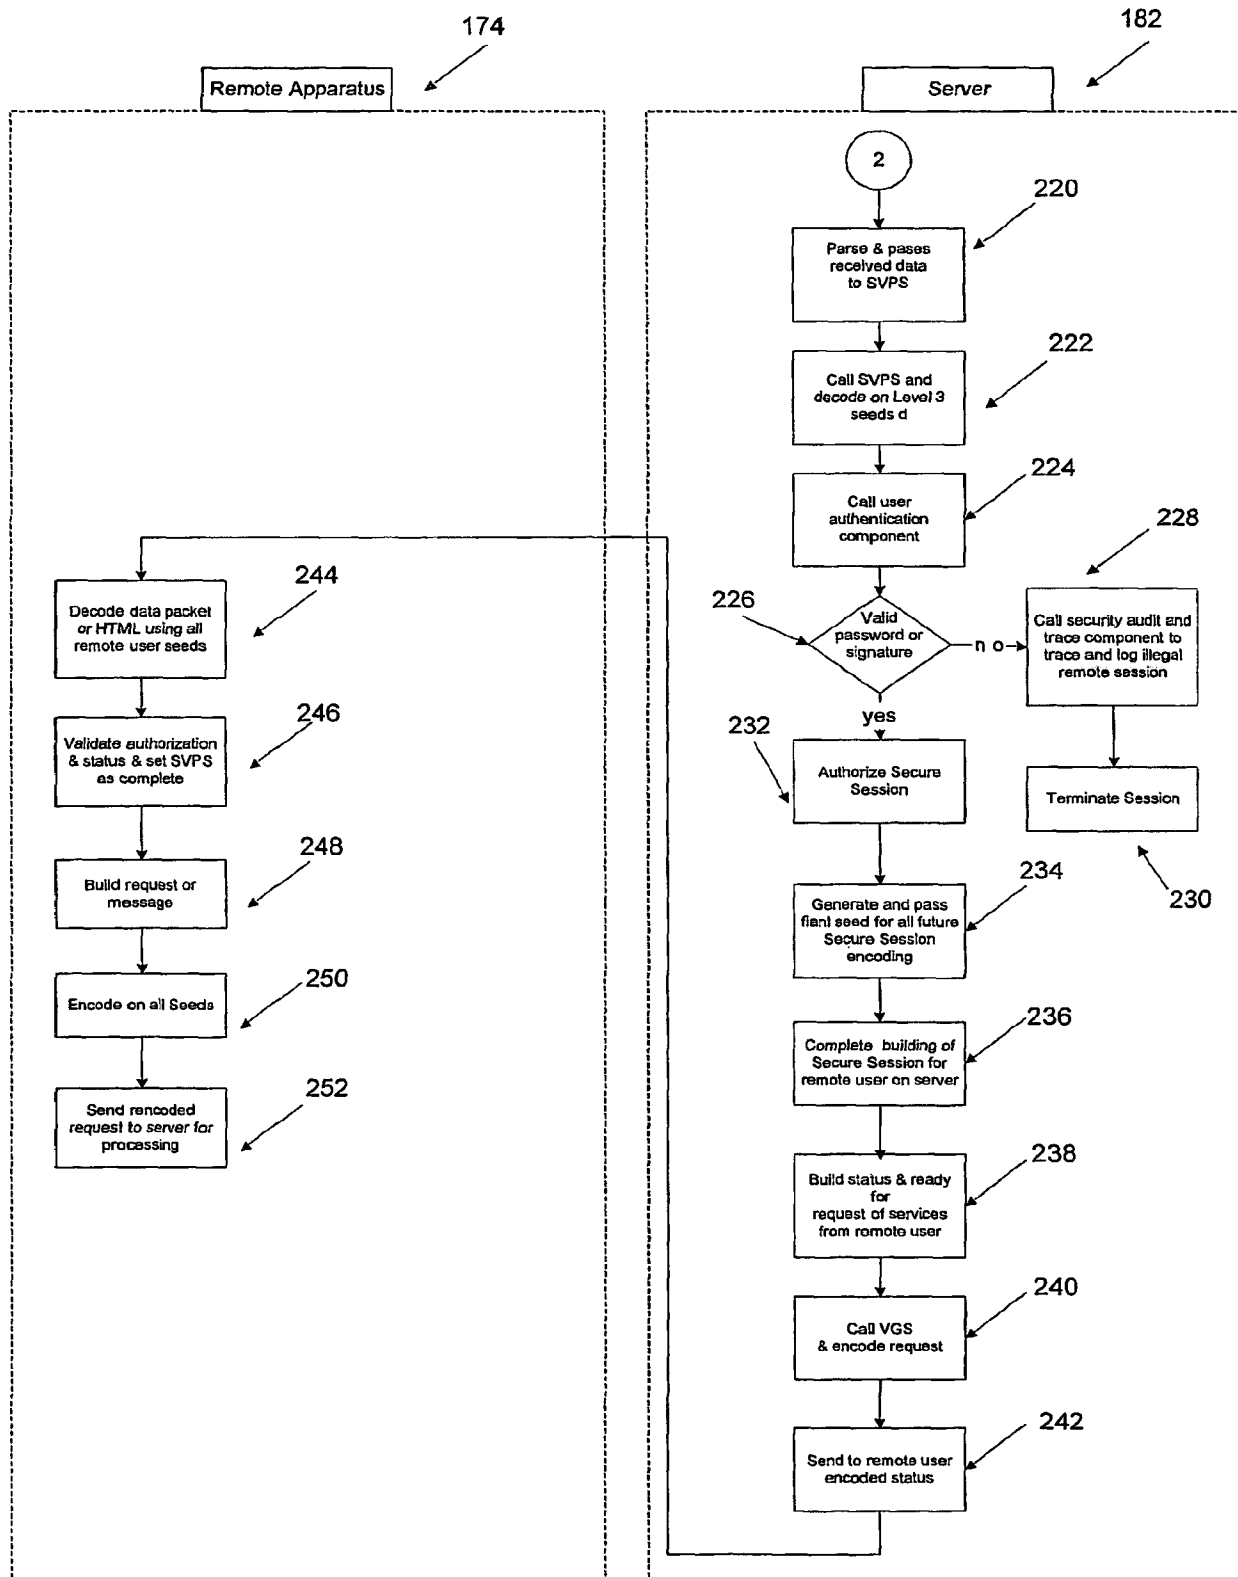 174
Remote Apparatus
182
Server
2
220
Parse & pases
received data
to SVPS
222
Call SVPS and
decode on Level 3
seeds d
224
Call user
authentication
component
226
Valid
password or
signature
no
yes
228
Call security audit and
trace component to
trace and log illegal
remote session
Terminate Session
230
232
Authorize Secure
Session
234
Generate and pass
fiant seed for all future
Secure Session
encoding
236
Complete building of
Secure Session for
remote user on server
238
Build status & ready
for
request of services
from remote user
240
Call VGS
& encode request
242
Send to remote user
encoded status
244
Decode data packet
or HTML using all
remote user seeds
246
Validate authorization
& status & set SVPS
as complete
248
Build request or
message
250
Encode on all Seeds
252
Send rencoded
request to server for
processing